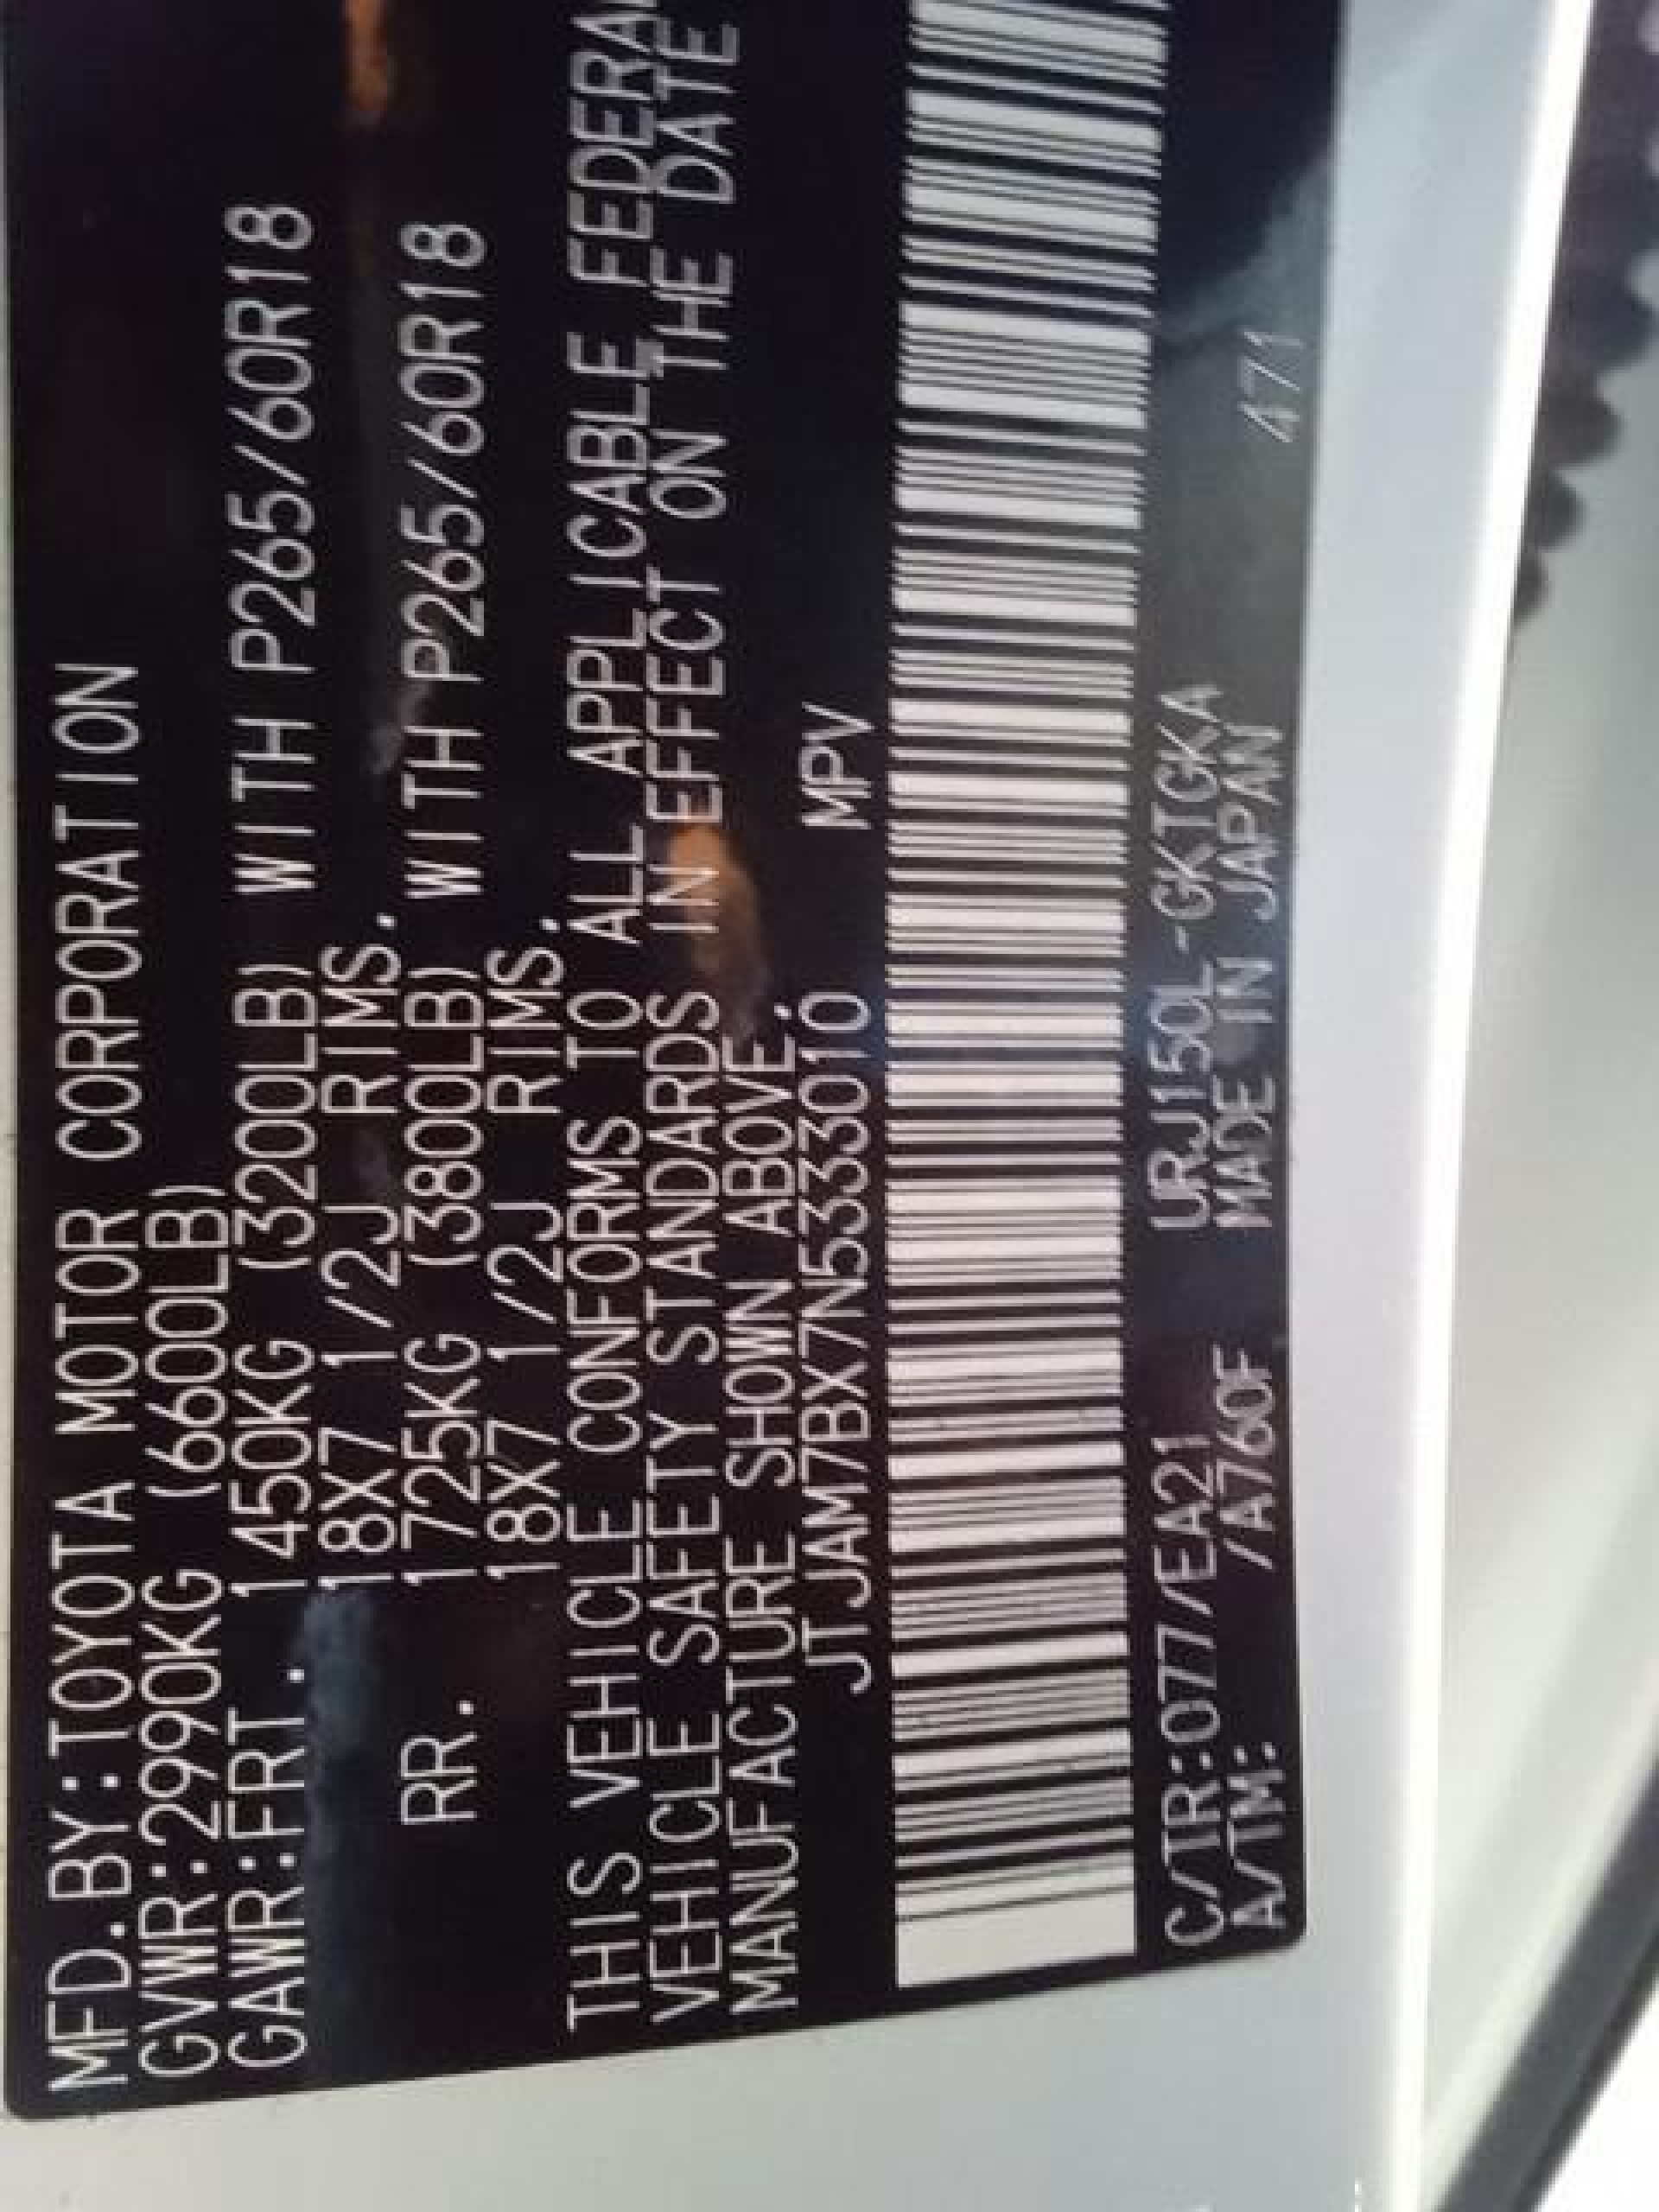 MFD.BY:TOYOTA MOTOR CORPORATION
GVWR:2990KG (6600LB)
GAWR:FRT. 1450KG (3200LB) WITH P265/60R18
18X7 1/2J RIMS.
RR. 1725KG (3800LB) WITH P265/60R18
18X7 1/2J RIMS.
THIS VEHICLE CONFORMS TO ALL APPLICABLE FEDERA
VEHICLE SAFETY STANDARDS IN EFFECT ON THE DATE
MANUFACTURE SHOWN ABOVE.
JTJAM7BX7N5333010 MPV
C/TR:077/EA21 URJ150L-GKTGKA
A/TM: /A760F MADE IN JAPAN 471